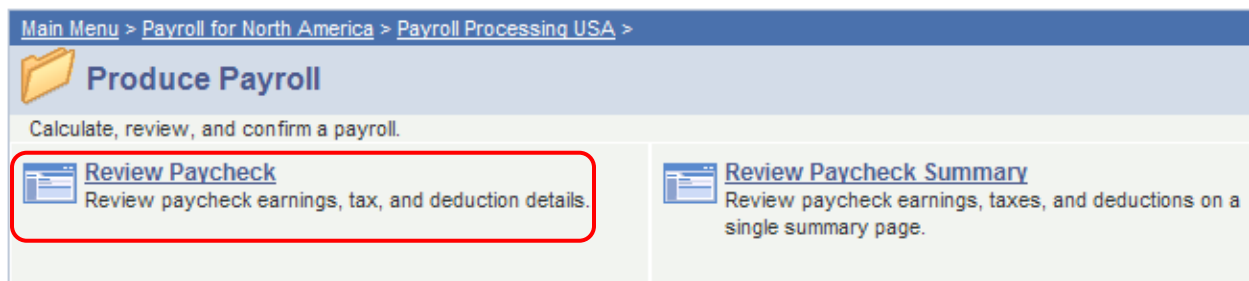 Main Menu > Payroll for North America > Payroll Processing USA >
Produce Payroll
Calculate, review, and confirm a payroll.
Review Paycheck
Review paycheck earnings, tax, and deduction details.
Review Paycheck Summary
Review paycheck earnings, taxes, and deductions on a
single summary page.